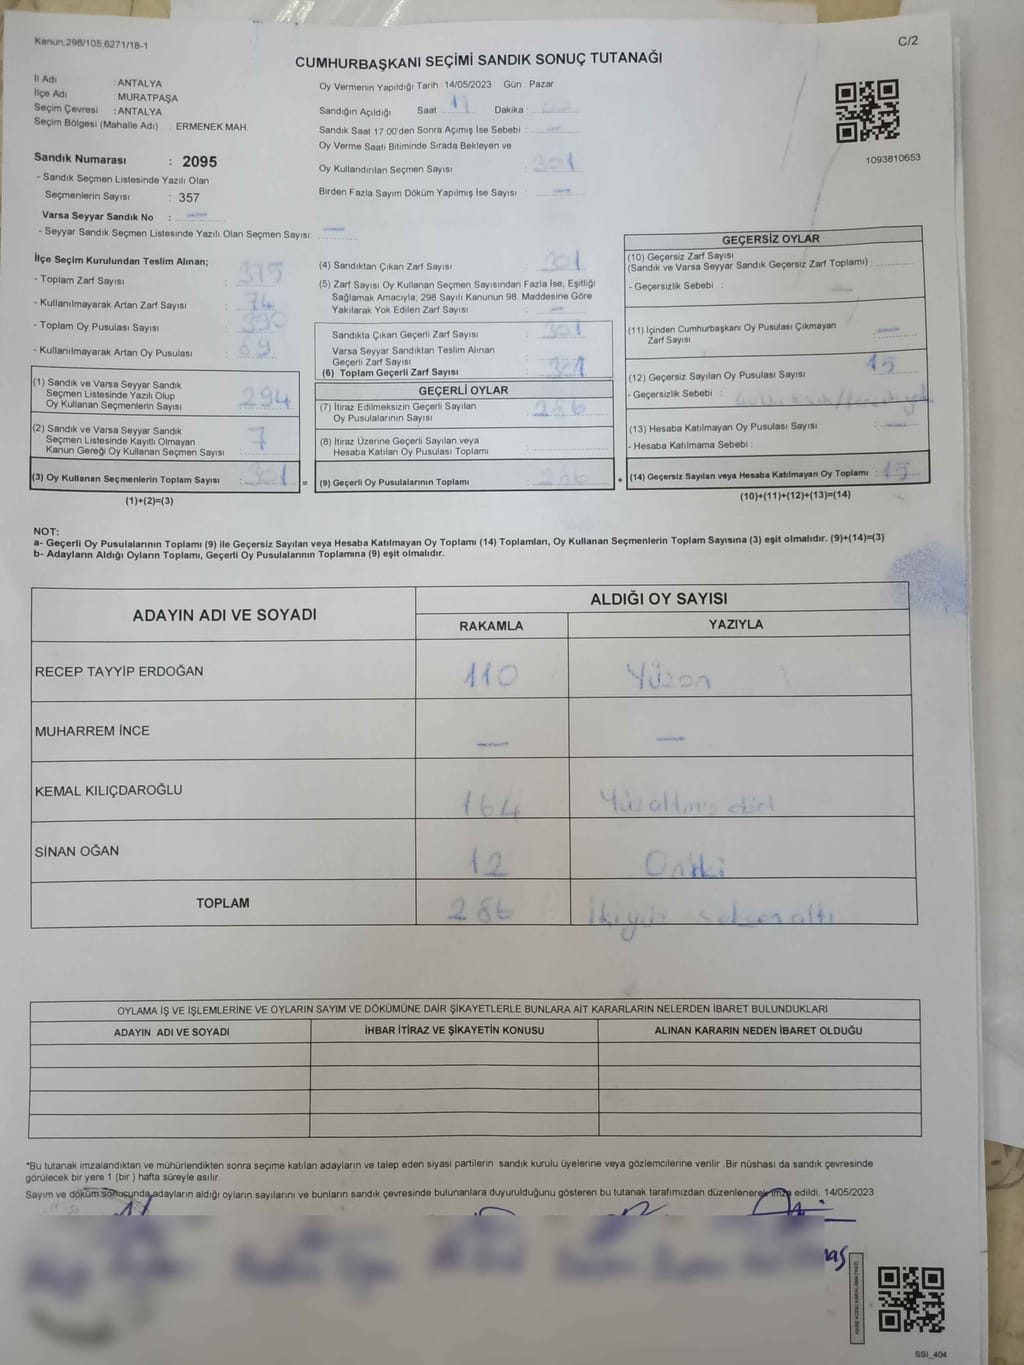 Kanun:298/105,6271/18-1
C/2
CUMHURBAŞKANI SEÇİMİ SANDIK SONUÇ TUTANAĞI
İl Adı : ANTALYA
İlçe Adı : MURATPAŞA
Seçim Çevresi : ANTALYA
Seçim Bölgesi (Mahalle Adı) : ERMENEK MAH.
Sandık Numarası : 2095
- Sandık Seçmen Listesinde Yazılı Olan
Seçmenlerin Sayısı : 357
Varsa Seyyar Sandık No : —
- Seyyar Sandık Seçmen Listesinde Yazılı Olan Seçmen Sayısı: —
Oy Vermenin Yapıldığı Tarih : 14/05/2023 Gün : Pazar
Sandığın Açıldığı Saat : 17 Dakika :
Sandık Saat 17.00'den Sonra Açımış İse Sebebi : —
Oy Verme Saati Bitiminde Sırada Bekleyen ve
Oy Kullandırılan Seçmen Sayısı : 301
Birden Fazla Sayım Döküm Yapılmış İse Sayısı : —
1093810653
İlçe Seçim Kurulundan Teslim Alınan;
- Toplam Zarf Sayısı : 375
- Kullanılmayarak Artan Zarf Sayısı : 74
- Toplam Oy Pusulası Sayısı : 390
- Kullanılmayarak Artan Oy Pusulası : 89
(1) Sandık ve Varsa Seyyar Sandık
Seçmen Listesinde Yazılı Olup
Oy Kullanan Seçmenlerin Sayısı : 294
(2) Sandık ve Varsa Seyyar Sandık
Seçmen Listesinde Kayıtlı Olmayan
Kanun Gereği Oy Kullanan Seçmen Sayısı : 7
(3) Oy Kullanan Seçmenlerin Toplam Sayısı : 301
(1)+(2)=(3)
(4) Sandıktan Çıkan Zarf Sayısı : 301
(5) Zarf Sayısı Oy Kullanan Seçmen Sayısından Fazla İse, Eşitliği
Sağlamak Amacıyla; 298 Sayılı Kanunun 98. Maddesine Göre
Yakılarak Yok Edilen Zarf Sayısı : —
Sandıkta Çıkan Geçerli Zarf Sayısı : 301
Varsa Seyyar Sandıktan Teslim Alınan
Geçerli Zarf Sayısı :
(6) Toplam Geçerli Zarf Sayısı : 301
GEÇERLİ OYLAR
(7) İtiraz Edilmeksizin Geçerli Sayılan
Oy Pusulalarının Sayısı : 286
(8) İtiraz Üzerine Geçerli Sayılan veya
Hesaba Katılan Oy Pusulası Toplamı :
= (9) Geçerli Oy Pusulalarının Toplamı : 286 +
GEÇERSİZ OYLAR
(10) Geçersiz Zarf Sayısı
(Sandık ve Varsa Seyyar Sandık Geçersiz Zarf Toplamı) :
- Geçersizlik Sebebi : —
(11) İçinden Cumhurbaşkanı Oy Pusulası Çıkmayan
Zarf Sayısı : —
(12) Geçersiz Sayılan Oy Pusulası Sayısı : 15
- Geçersizlik Sebebi :
(13) Hesaba Katılmayan Oy Pusulası Sayısı : —
- Hesaba Katılmama Sebebi :
(14) Geçersiz Sayılan veya Hesaba Katılmayan Oy Toplamı : 15
(10)+(11)+(12)+(13)=(14)
NOT:
a- Geçerli Oy Pusulalarının Toplamı (9) ile Geçersiz Sayılan veya Hesaba Katılmayan Oy Toplamı (14) Toplamları, Oy Kullanan Seçmenlerin Toplam Sayısına (3) eşit olmalıdır. (9)+(14)=(3)
b- Adayların Aldığı Oyların Toplamı, Geçerli Oy Pusulalarının Toplamına (9) eşit olmalıdır.
ADAYIN ADI VE SOYADI
ALDIĞI OY SAYISI
RAKAMLA YAZIYLA
RECEP TAYYİP ERDOĞAN 110 Yüzon
MUHARREM İNCE — —
KEMAL KILIÇDAROĞLU 164 Yüzaltmışdört
SİNAN OĞAN 12 Oniki
TOPLAM 286 İkiyüz seksenaltı
OYLAMA İŞ VE İŞLEMLERİNE VE OYLARIN SAYIM VE DÖKÜMÜNE DAİR ŞİKAYETLERLE BUNLARA AİT KARARLARIN NELERDEN İBARET BULUNDUKLARI
ADAYIN ADI VE SOYADI İHBAR İTİRAZ VE ŞİKAYETİN KONUSU ALINAN KARARIN NEDEN İBARET OLDUĞU
*Bu tutanak imzalandıktan ve mühürlendikten sonra seçime katılan adayların ve talep eden siyasi partilerin sandık kurulu üyelerine veya gözlemcilerine verilir .Bir nüshası da sandık çevresinde
görülecek bir yere 1 (bir ) hafta süreyle asılır.
Sayım ve döküm sonucunda adayların aldığı oyların sayılarını ve bunların sandık çevresinde bulunanlara duyurulduğunu gösteren bu tutanak tarafımızdan düzenlenerek imza edildi. 14/05/2023
SSI_404